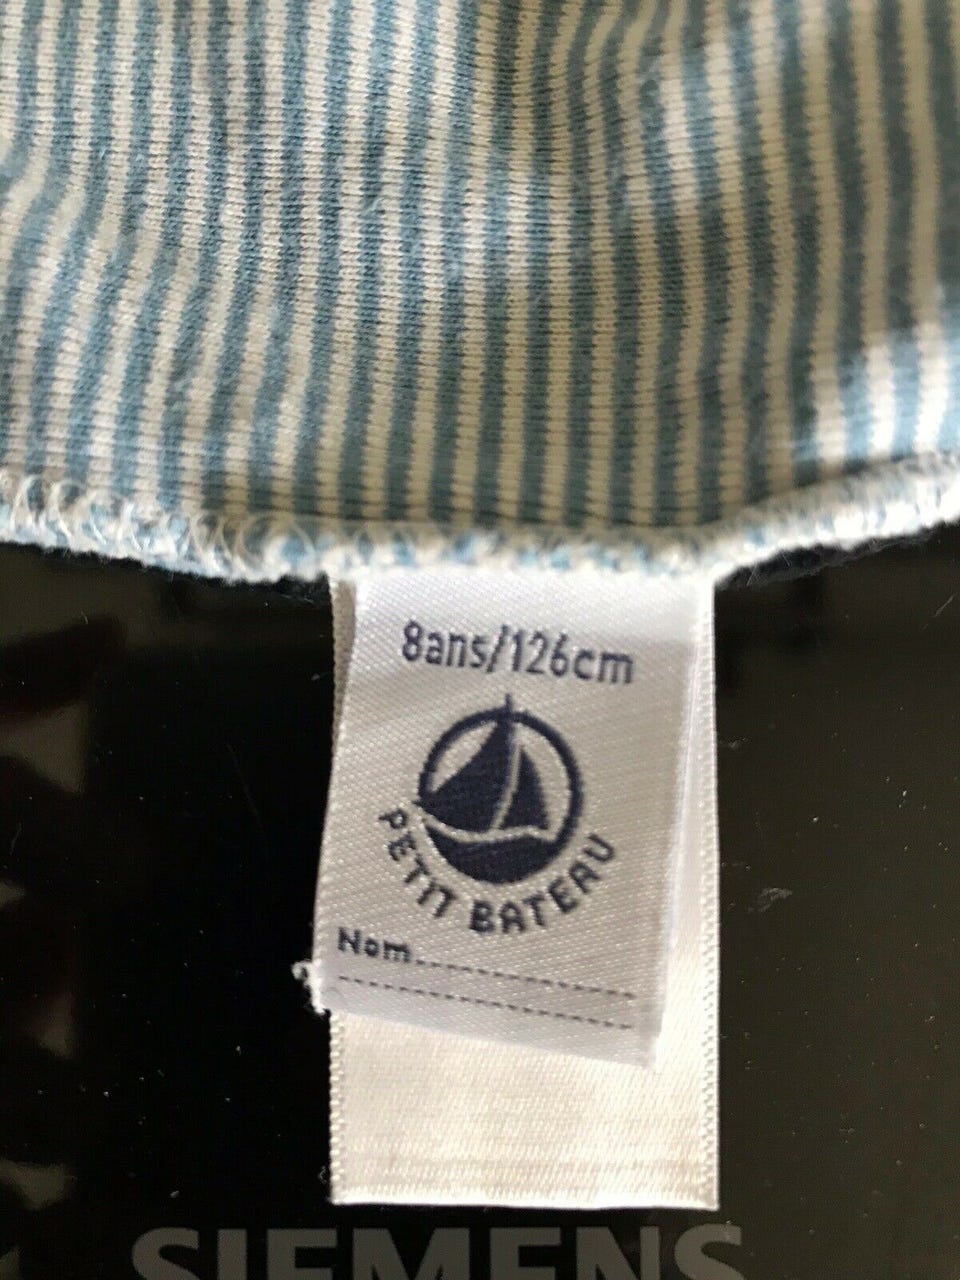 8ans/126cm
PETIT BATEAU
Nom
SIEMENS